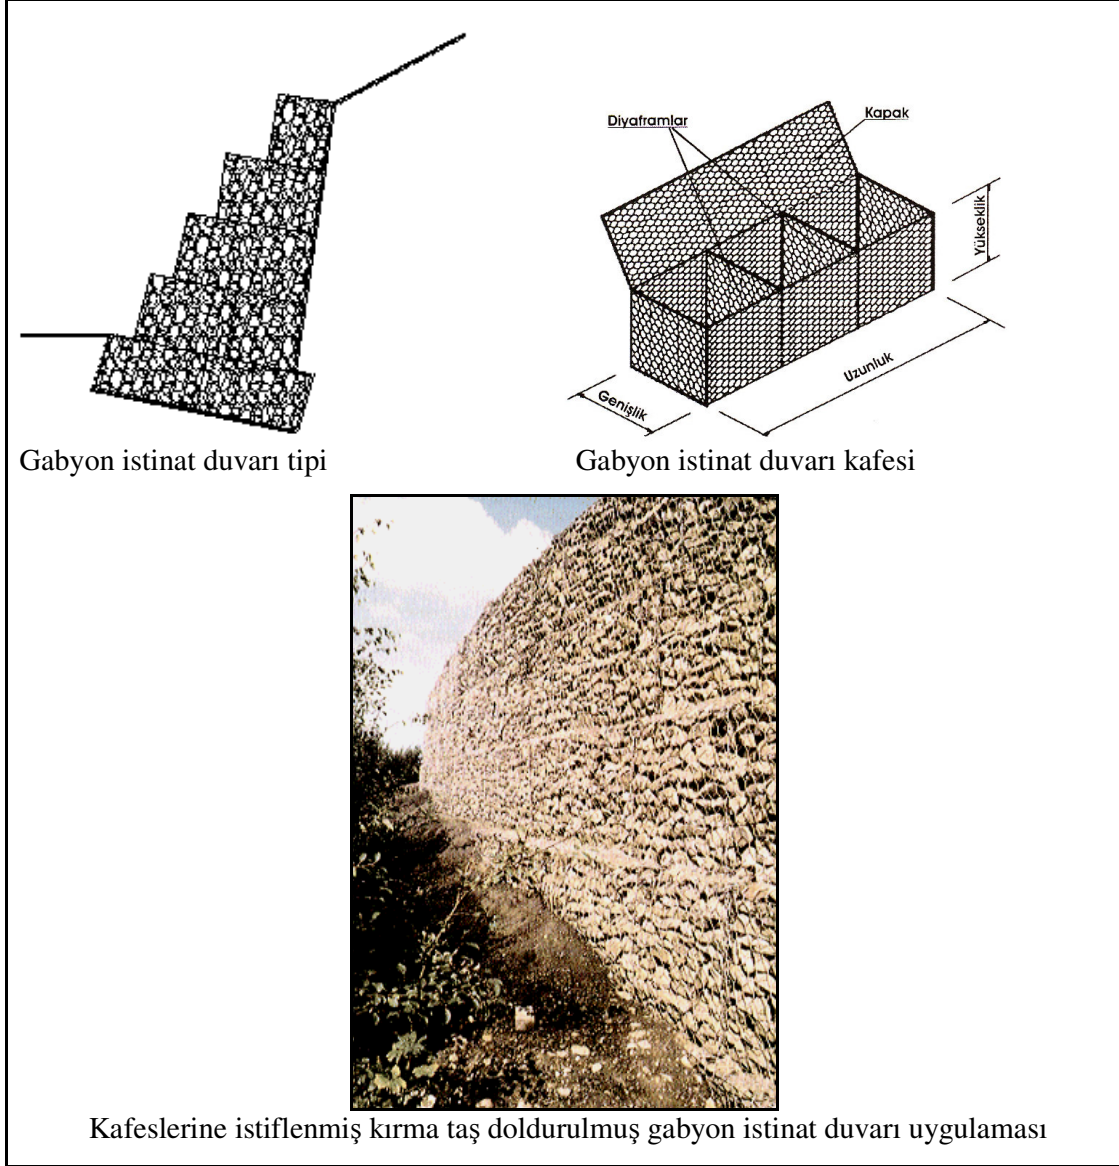 Diyaframlar
Kapak
Yükseklik
Uzunluk
Genişlik
Gabyon istinat duvarı tipi
Gabyon istinat duvarı kafesi
Kafeslerine istiflenmiş kırma taş doldurulmuş gabyon istinat duvarı uygulaması